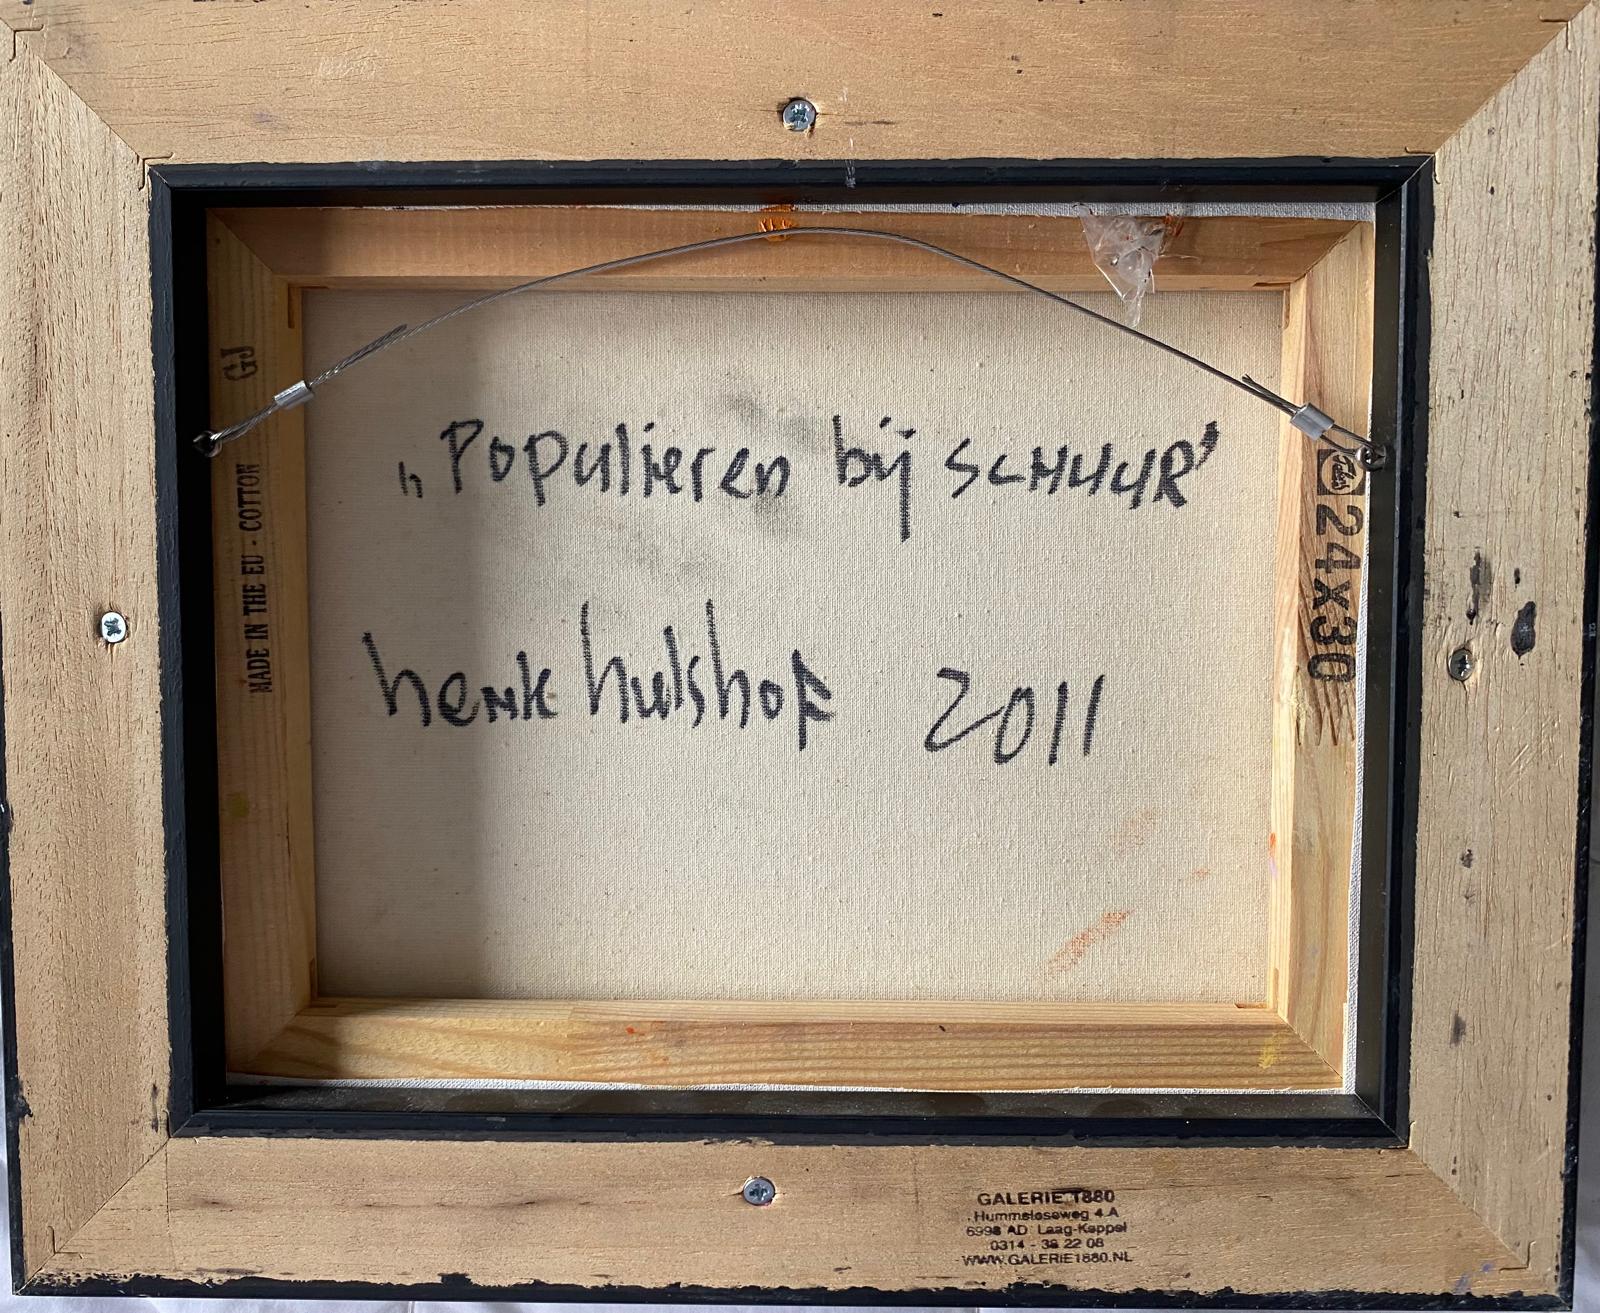 GJ
MADE IN THE EU - COTTON
„Populieren bij SCHUUR”
henk hulshof 2011
Talens
24x30
GALERIE 1880
Hummeloseweg 4 A
6998 AD Laag-Keppel
0314 - 38 22 08
WWW.GALERIE1880.NL